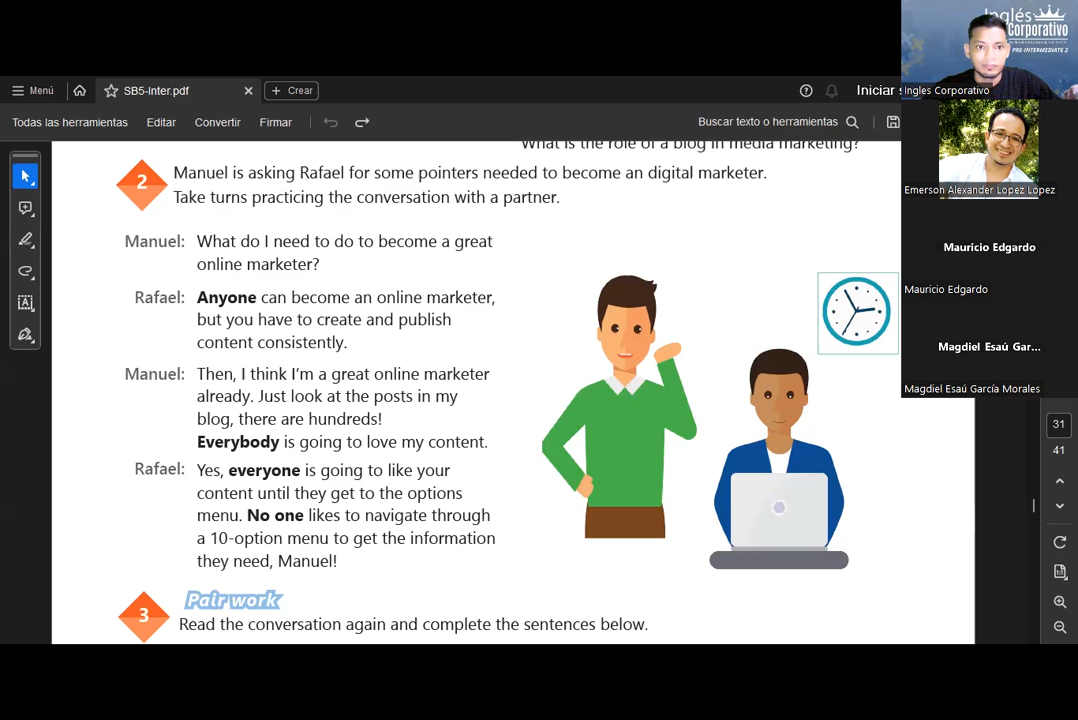 Inglés
Corporativo
PRE-INTERMEDIATE 2
Ingles Corporativo
Menú
SB5-Inter.pdf
Crear
Iniciar s
Todas las herramientas
Editar
Convertir
Firmar
Buscar texto o herramientas
What is the role of a blog in media marketing?
2
Manuel is asking Rafael for some pointers needed to become an digital marketer.
Take turns practicing the conversation with a partner.
Manuel: What do I need to do to become a great
online marketer?
Rafael: Anyone can become an online marketer,
but you have to create and publish
content consistently.
Manuel: Then, I think I'm a great online marketer
already. Just look at the posts in my
blog, there are hundreds!
Everybody is going to love my content.
Rafael: Yes, everyone is going to like your
content until they get to the options
menu. No one likes to navigate through
a 10-option menu to get the information
they need, Manuel!
3
Pair work
Read the conversation again and complete the sentences below.
Emerson Alexander Lopez Lopez
Mauricio Edgardo
Mauricio Edgardo
Magdiel Esaú Gar...
Magdiel Esaú García Morales
31
41